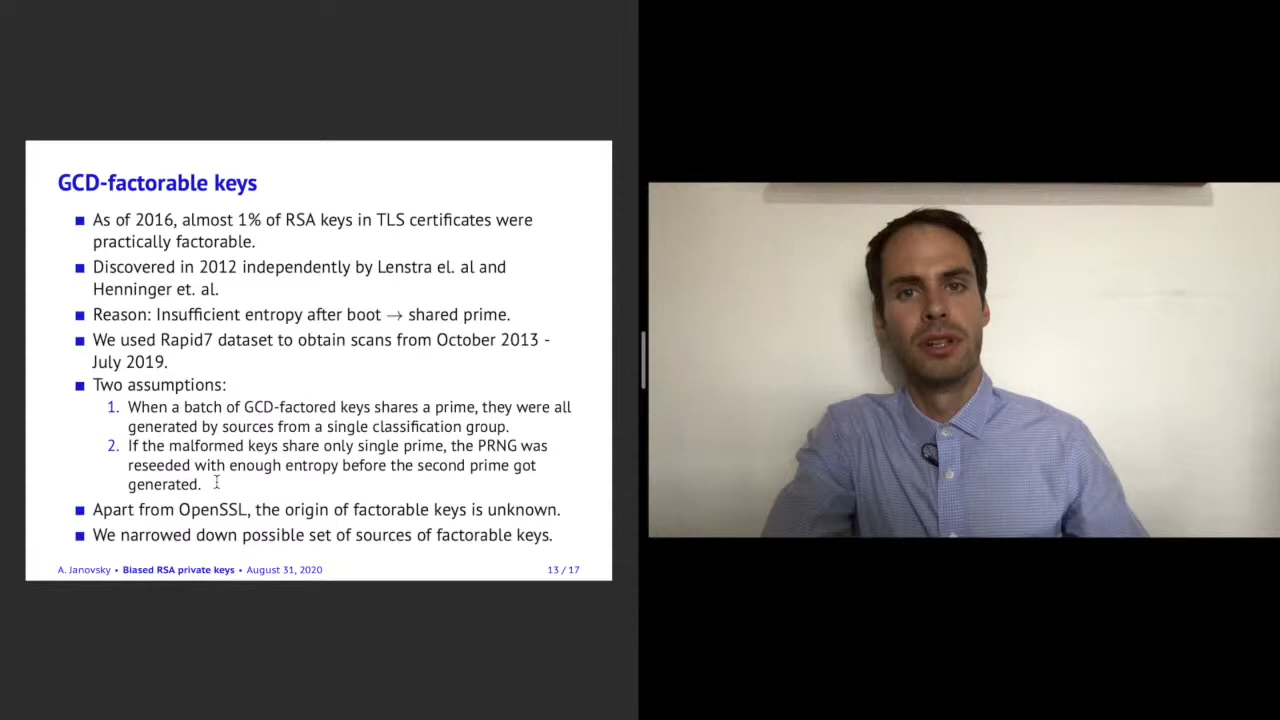 GCD-factorable keys
As of 2016, almost 1% of RSA keys in TLS certificates were
practically factorable.
Discovered in 2012 independently by Lenstra el. al and
Henninger et. al.
Reason: Insufficient entropy after boot → shared prime.
We used Rapid7 dataset to obtain scans from October 2013 -
July 2019.
Two assumptions:
1. When a batch of GCD-factored keys shares a prime, they were all
generated by sources from a single classification group.
2. If the malformed keys share only single prime, the PRNG was
reseeded with enough entropy before the second prime got
generated.
Apart from OpenSSL, the origin of factorable keys is unknown.
We narrowed down possible set of sources of factorable keys.
A. Janovsky • Biased RSA private keys • August 31, 2020 13 / 17